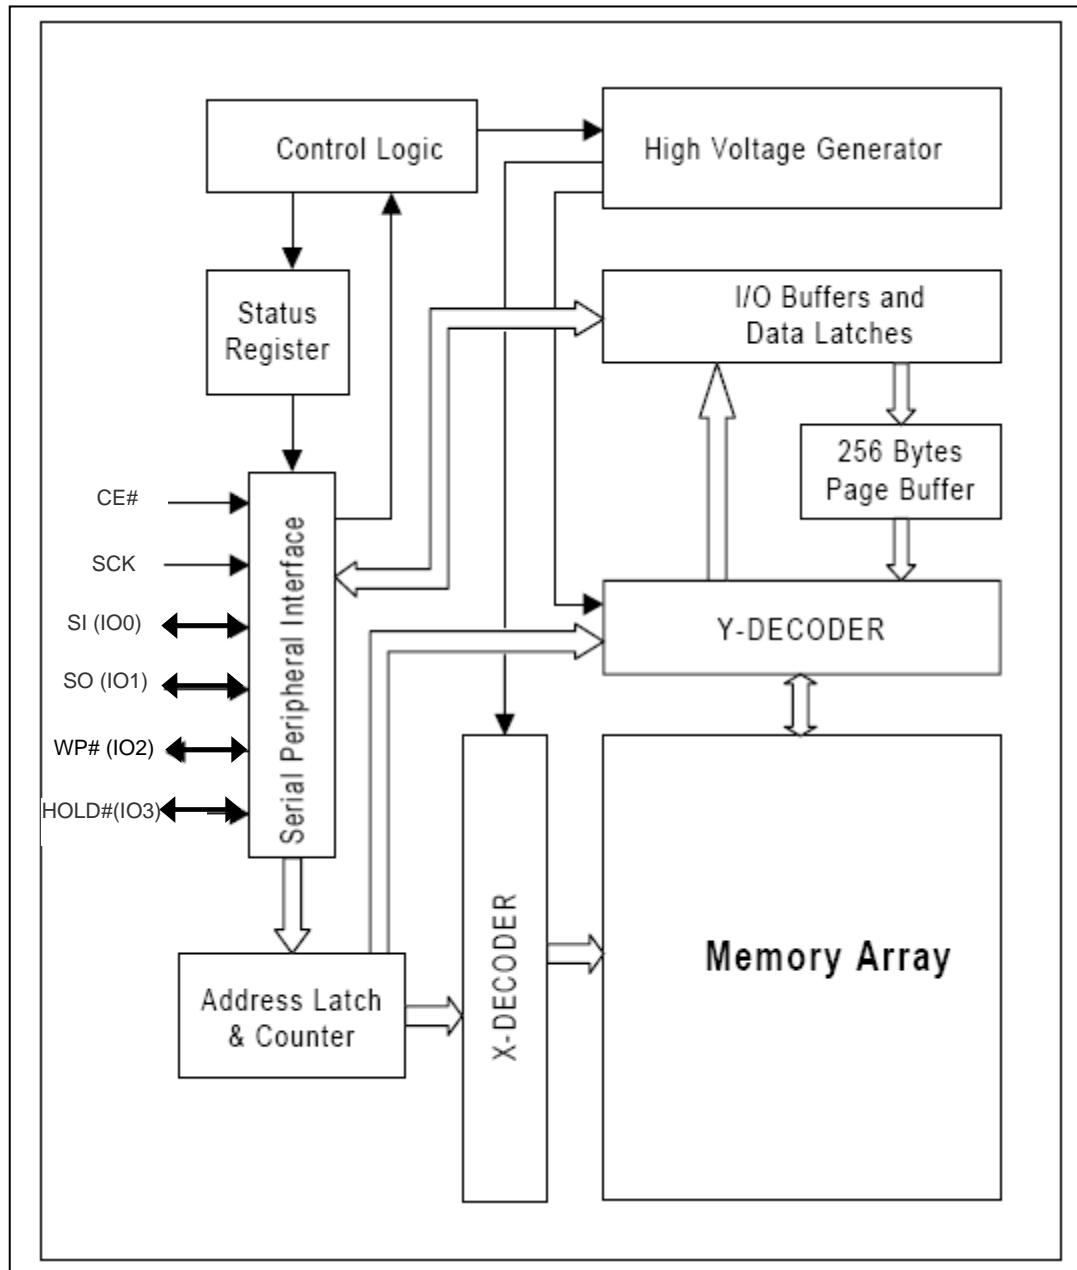 Control Logic
High Voltage Generator
Status
Register
I/O Buffers and
Data Latches
256 Bytes
Page Buffer
CE#
SCK
SI (IO0)
SO (IO1)
WP# (IO2)
HOLD#(IO3)
Serial Peripheral Interface
Y-DECODER
X-DECODER
Memory Array
Address Latch
& Counter